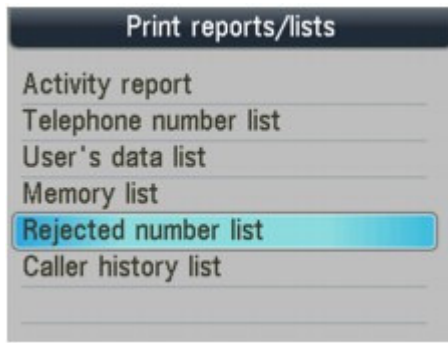 Print reports/lists
Activity report
Telephone number list
User's data list
Memory list
Rejected number list
Caller history list